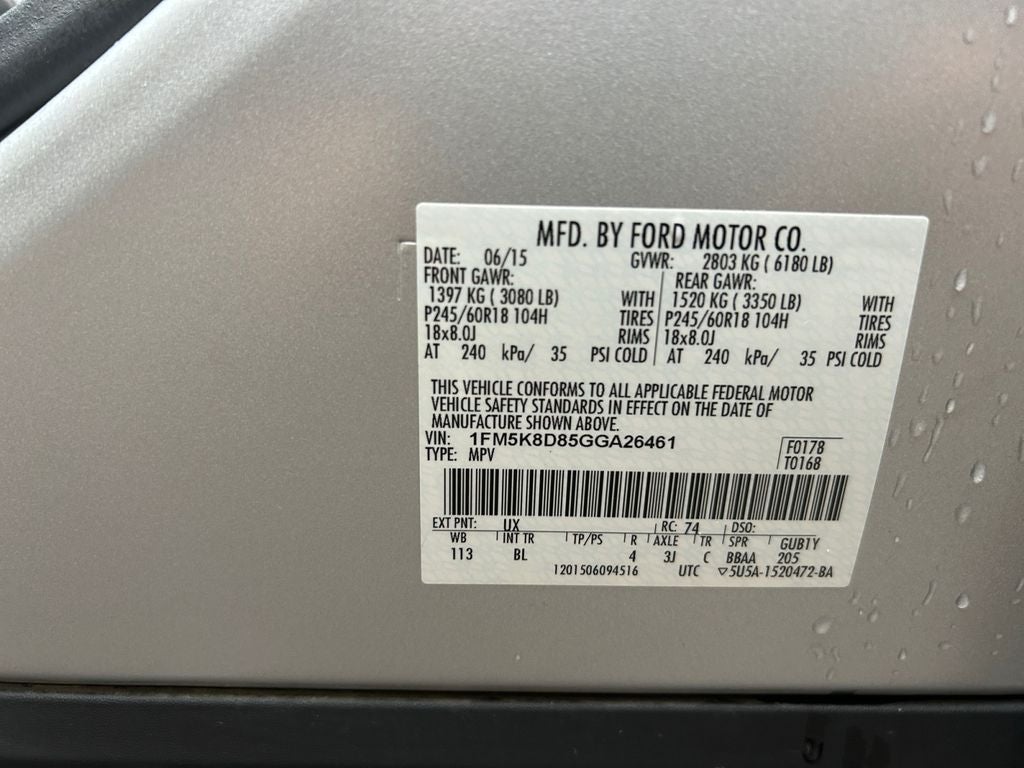 MFD. BY FORD MOTOR CO.
DATE: 06/15 GVWR: 2803 KG ( 6180 LB)
FRONT GAWR: REAR GAWR:
1397 KG ( 3080 LB) WITH 1520 KG ( 3350 LB) WITH
P245/60R18 104H TIRES P245/60R18 104H TIRES
18x8.0J RIMS 18x8.0J RIMS
AT 240 kPa/ 35 PSI COLD AT 240 kPa/ 35 PSI COLD
THIS VEHICLE CONFORMS TO ALL APPLICABLE FEDERAL MOTOR
VEHICLE SAFETY STANDARDS IN EFFECT ON THE DATE OF
MANUFACTURE SHOWN ABOVE.
VIN: 1FM5K8D85GGA26461 F0178
TYPE: MPV T0168
EXT PNT: UX RC: 74 DSO:
WB INT TR TP/PS R AXLE TR SPR GUB1Y
113 BL 4 3J C BBAA 205
1201506094516 UTC ▽5U5A-1520472-BA